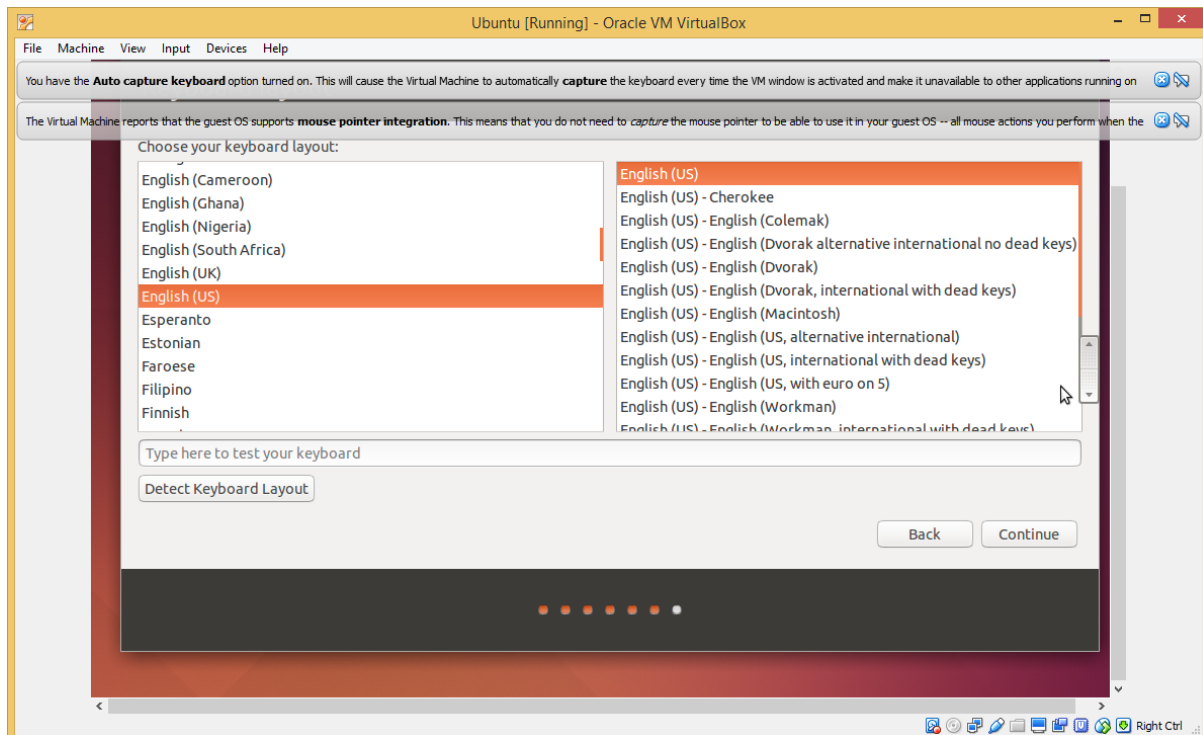 Ubuntu [Running] - Oracle VM VirtualBox
File Machine View Input Devices Help
You have the Auto capture keyboard option turned on. This will cause the Virtual Machine to automatically capture the keyboard every time the VM window is activated and make it unavailable to other applications running on
The Virtual Machine reports that the guest OS supports mouse pointer integration. This means that you do not need to capture the mouse pointer to be able to use it in your guest OS -- all mouse actions you perform when the
Choose your keyboard layout:
English (Cameroon)
English (Ghana)
English (Nigeria)
English (South Africa)
English (UK)
English (US)
Esperanto
Estonian
Faroese
Filipino
Finnish
English (US)
English (US) - Cherokee
English (US) - English (Colemak)
English (US) - English (Dvorak alternative international no dead keys)
English (US) - English (Dvorak)
English (US) - English (Dvorak, international with dead keys)
English (US) - English (Macintosh)
English (US) - English (US, alternative international)
English (US) - English (US, international with dead keys)
English (US) - English (US, with euro on 5)
English (US) - English (Workman)
English (US) - English (Workman, international with dead keys)
Type here to test your keyboard
Detect Keyboard Layout
Back
Continue
Right Ctrl